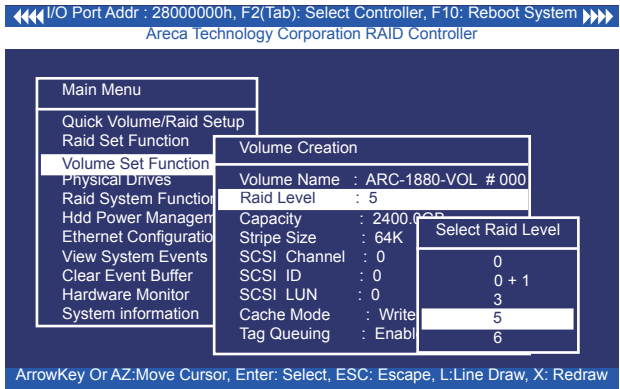 I/O Port Addr : 28000000h, F2(Tab): Select Controller, F10: Reboot System
Areca Technology Corporation RAID Controller
Main Menu
Quick Volume/Raid Setup
Raid Set Function
Volume Set Function
Physical Drives
Raid System Function
Hdd Power Managem
Ethernet Configuratio
View System Events
Clear Event Buffer
Hardware Monitor
System information
Volume Creation
Volume Name : ARC-1880-VOL # 000
Raid Level : 5
Capacity : 2400.0GB
Stripe Size : 64K
SCSI Channel : 0
SCSI ID : 0
SCSI LUN : 0
Cache Mode : Write
Tag Queuing : Enabl
Select Raid Level
0
0 + 1
3
5
6
ArrowKey Or AZ:Move Cursor, Enter: Select, ESC: Escape, L:Line Draw, X: Redraw